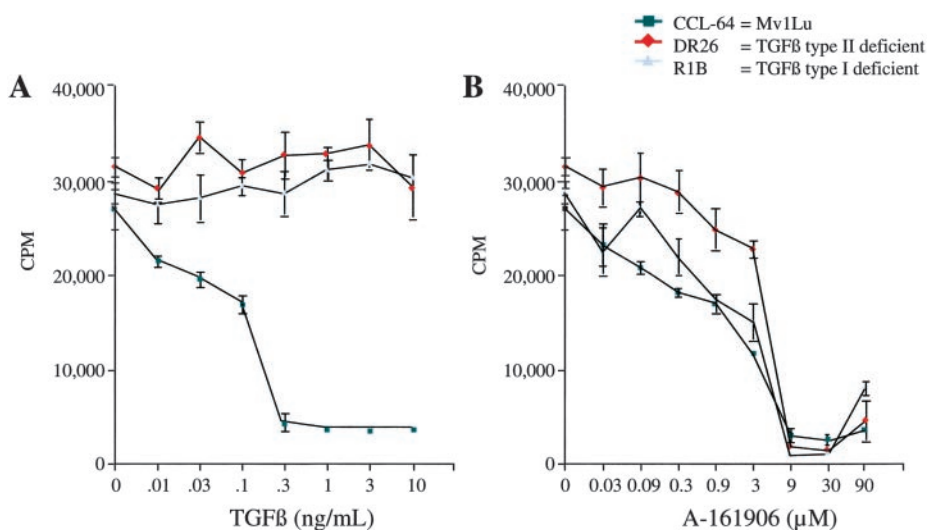 CCL-64 = Mv1Lu
DR26 = TGFß type II deficient
R1B = TGFß type I deficient
A
B
40,000
30,000
20,000
10,000
0
CPM
0 .01 .03 .1 .3 1 3 10
TGFß (ng/mL)
40,000
30,000
20,000
10,000
0
CPM
0 0.03 0.09 0.3 0.9 3 9 30 90
A-161906 (µM)